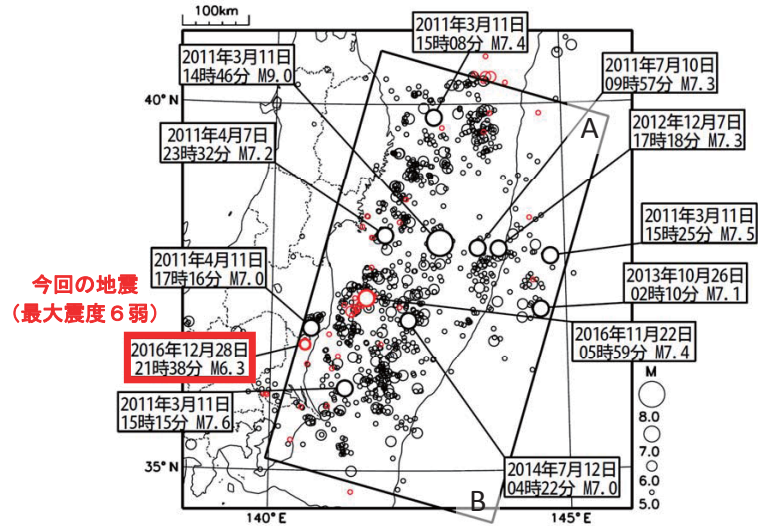 100km
2011年3月11日
15時08分 M7.4
2011年3月11日
14時46分 M9.0
2011年7月10日
09時57分 M7.3
40°N
A
2012年12月7日
17時18分 M7.3
2011年4月7日
23時32分 M7.2
2011年3月11日
15時25分 M7.5
2011年4月11日
17時16分 M7.0
2013年10月26日
02時10分 M7.1
今回の地震
(最大震度6弱)
2016年11月22日
05時59分 M7.4
2016年12月28日
21時38分 M6.3
M
8.0
7.0
6.0
5.0
2011年3月11日
15時15分 M7.6
35°N
2014年7月12日
04時22分 M7.0
B
140°E
145°E